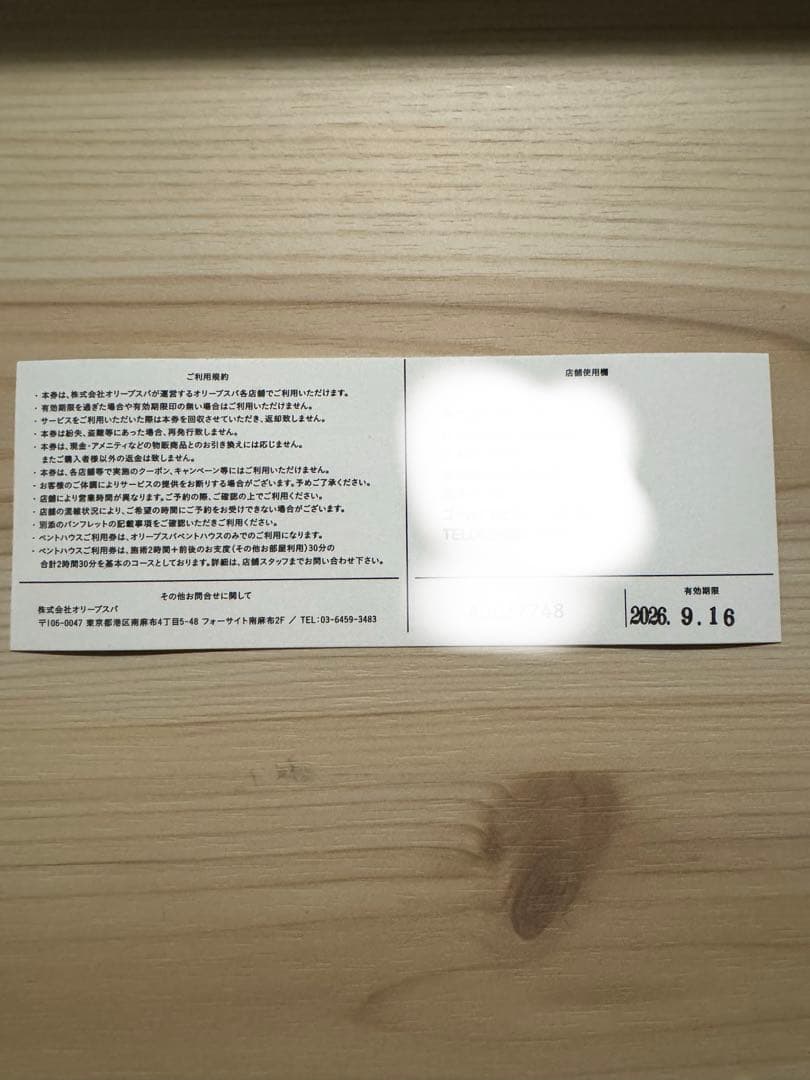 ご利用規約
・本券は、株式会社オリーブスパが運営するオリーブスパ各店舗でご利用いただけます。
・有効期限を過ぎた場合や有効期限印の無い場合はご利用いただけません。
・サービスをご利用いただいた際は本券を回収させていただき、返却致しません。
・本券は紛失、盗難等にあった場合、再発行致しません。
・本券は、現金・アメニティなどの物販商品とのお引き換えには応じません。
またご購入者様以外の返金は致しません。
・本券は、各店舗等で実施のクーポン、キャンペーン等にはご利用いただけません。
・お客様のご体調によりサービスの提供をお断りする場合がございます。予めご了承ください。
・店舗により営業時間が異なります。ご予約の際、ご確認の上でご利用ください。
・店舗の混雑状況により、ご希望の時間にご予約をお受けできない場合がございます。
・別添のパンフレットの記載事項をご確認いただきご利用ください。
・ペントハウスご利用券は、オリーブスパペントハウスのみでのご利用になります。
・ペントハウスご利用券は、施術2時間+前後のお支度(その他お部屋利用)30分の
合計2時間30分を基本のコースとしております。詳細は、店舗スタッフまでお問い合わせ下さい。
その他お問合せに関して
株式会社オリーブスパ
〒106-0047 東京都港区南麻布4丁目5-48 フォーサイト南麻布2F / TEL:03-6459-3483
店舗使用欄
TEL
748
有効期限
2026. 9.16